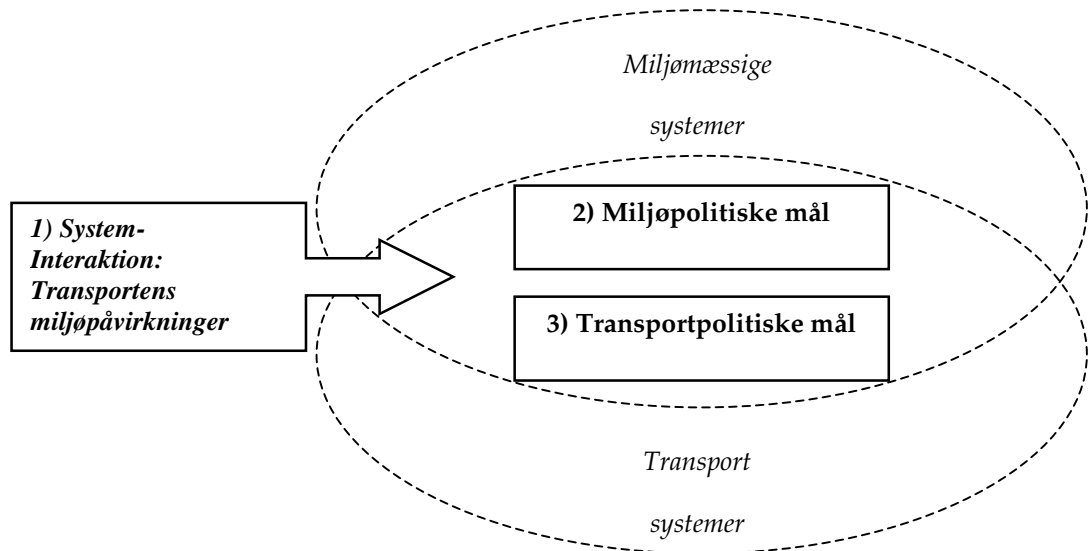 Miljømæssige
systemer
1) System-
Interaktion:
Transportens
miljøpåvirkninger
2) Miljøpolitiske mål
3) Transportpolitiske mål
Transport
systemer